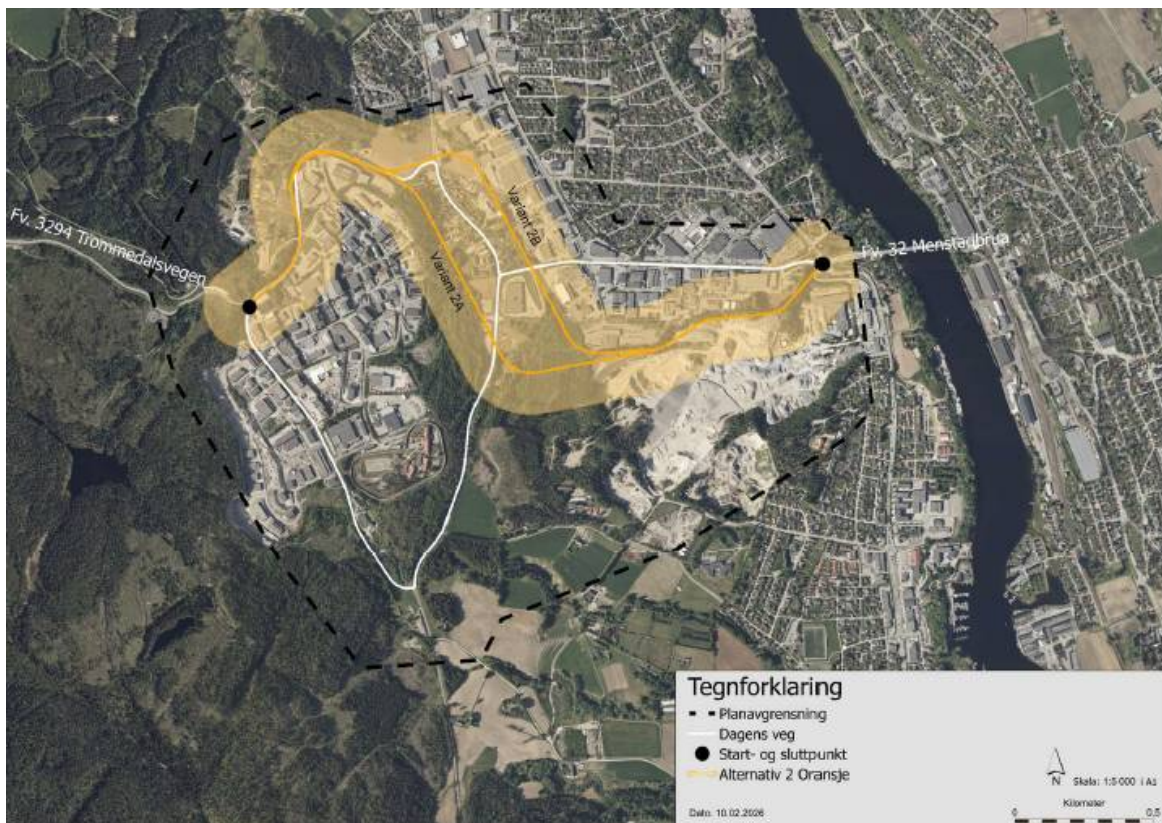 Fv. 3294 Trommedalsvegen
Variant 2B
Variant 2A
Fv. 32 Menstadbrua
Tegnforklaring
Planavgrensning
Dagens veg
Start- og sluttpunkt
Alternativ 2 Oransje
N
Skala: 1:5 000 i A1
Kilometer
Dato: 10.02.2026
0 0,5